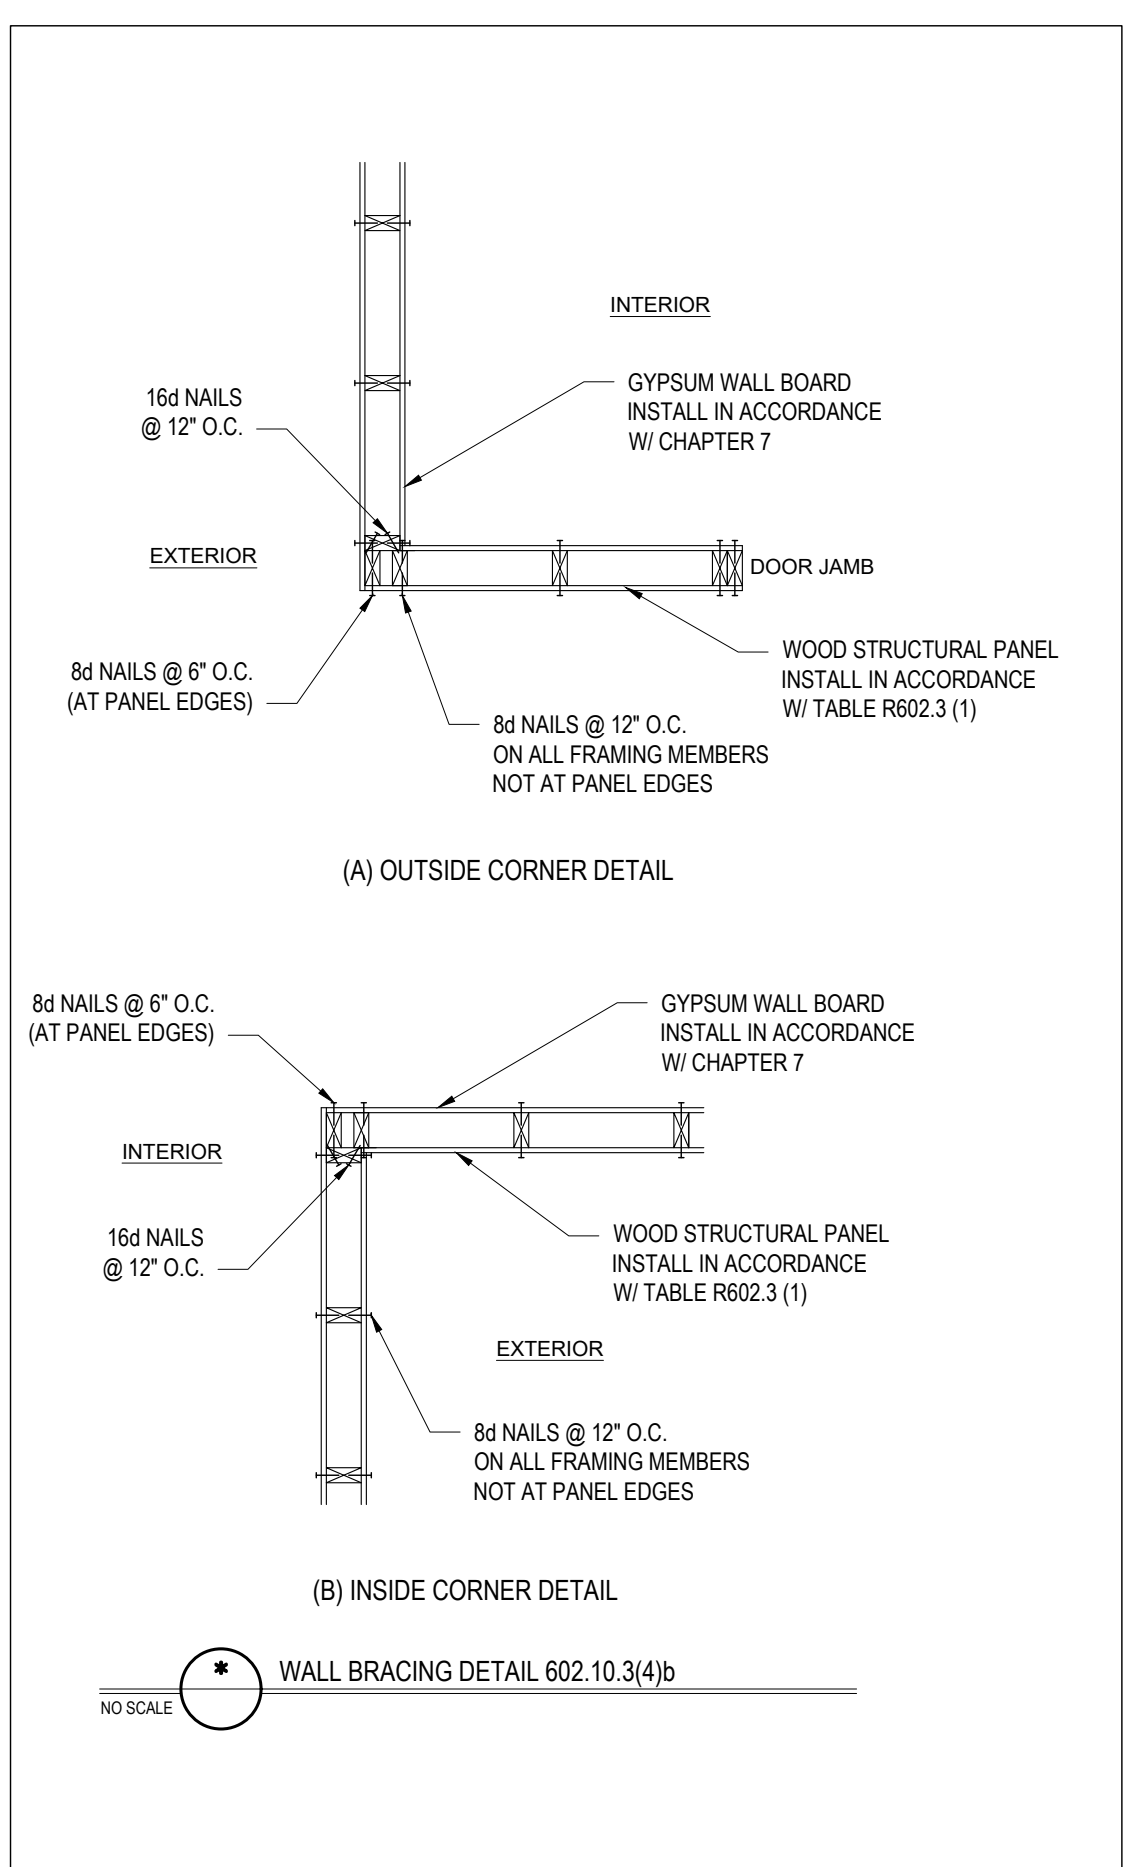 INTERIOR
16d NAILS
@ 12" O.C.
GYPSUM WALL BOARD
INSTALL IN ACCORDANCE
W/ CHAPTER 7
EXTERIOR
DOOR JAMB
8d NAILS @ 6" O.C.
(AT PANEL EDGES)
WOOD STRUCTURAL PANEL
INSTALL IN ACCORDANCE
W/ TABLE R602.3 (1)
8d NAILS @ 12" O.C.
ON ALL FRAMING MEMBERS
NOT AT PANEL EDGES
(A) OUTSIDE CORNER DETAIL
8d NAILS @ 6" O.C.
(AT PANEL EDGES)
GYPSUM WALL BOARD
INSTALL IN ACCORDANCE
W/ CHAPTER 7
INTERIOR
16d NAILS
@ 12" O.C.
WOOD STRUCTURAL PANEL
INSTALL IN ACCORDANCE
W/ TABLE R602.3 (1)
EXTERIOR
8d NAILS @ 12" O.C.
ON ALL FRAMING MEMBERS
NOT AT PANEL EDGES
(B) INSIDE CORNER DETAIL
*
WALL BRACING DETAIL 602.10.3(4)b
NO SCALE